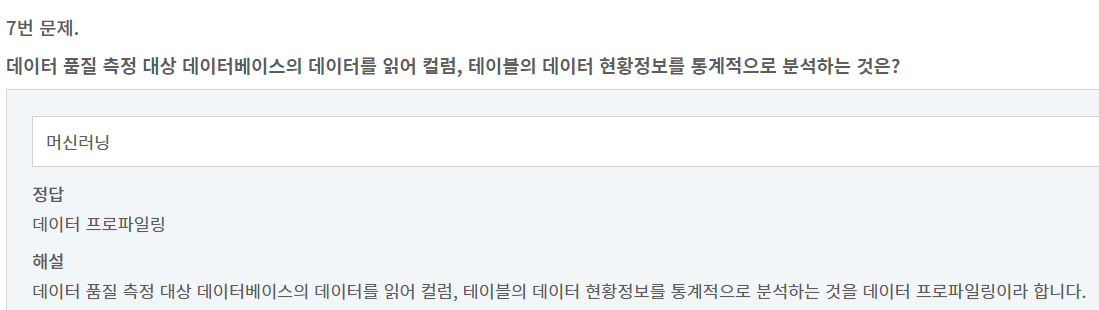 7번 문제.
데이터 품질 측정 대상 데이터베이스의 데이터를 읽어 컬럼, 테이블의 데이터 현황정보를 통계적으로 분석하는 것은?
머신러닝
정답
데이터 프로파일링
해설
데이터 품질 측정 대상 데이터베이스의 데이터를 읽어 컬럼, 테이블의 데이터 현황정보를 통계적으로 분석하는 것을 데이터 프로파일링이라 합니다.